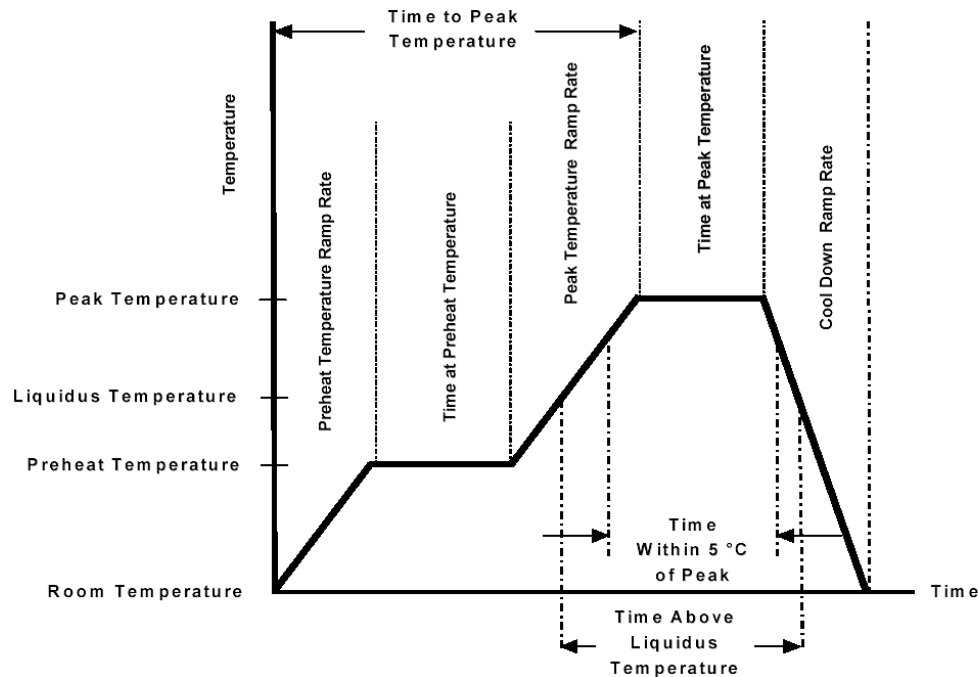 Time to Peak
Temperature
Temperature
Preheat Temperature Ramp Rate
Time at Preheat Temperature
Peak Temperature Ramp Rate
Time at Peak Temperature
Cool Down Ramp Rate
Peak Temperature
Liquidus Temperature
Preheat Temperature
Room Temperature
Time
Within 5 °C
of Peak
Time
Time Above
Liquidus
Temperature